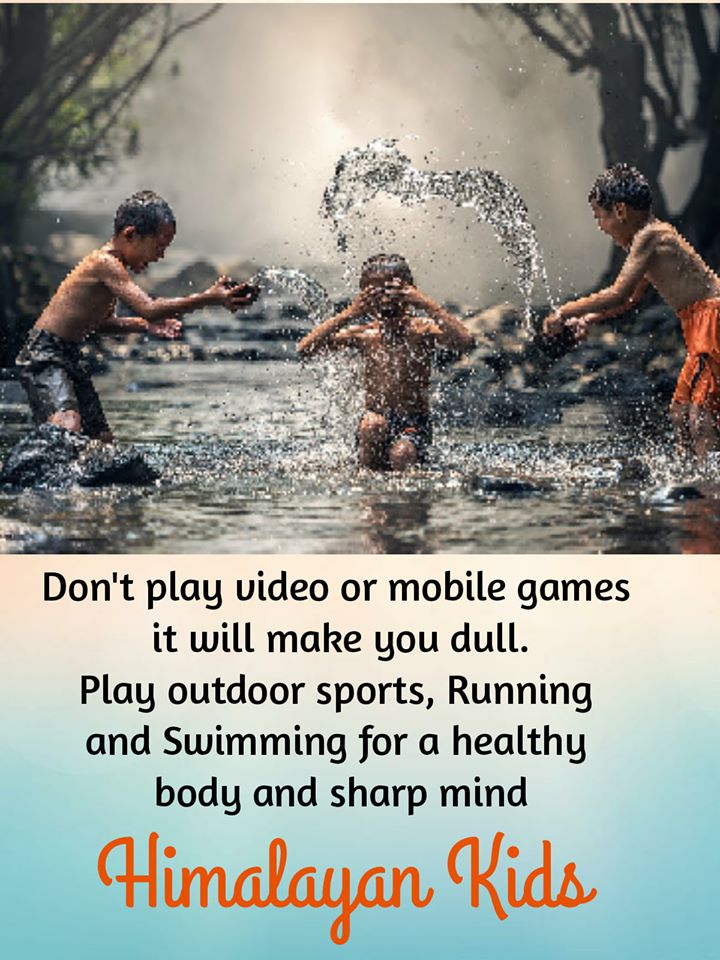 Don't play video or mobile games
it will make you dull.
Play outdoor sports, Running
and Swimming for a healthy
body and sharp mind
Himalayan Kids